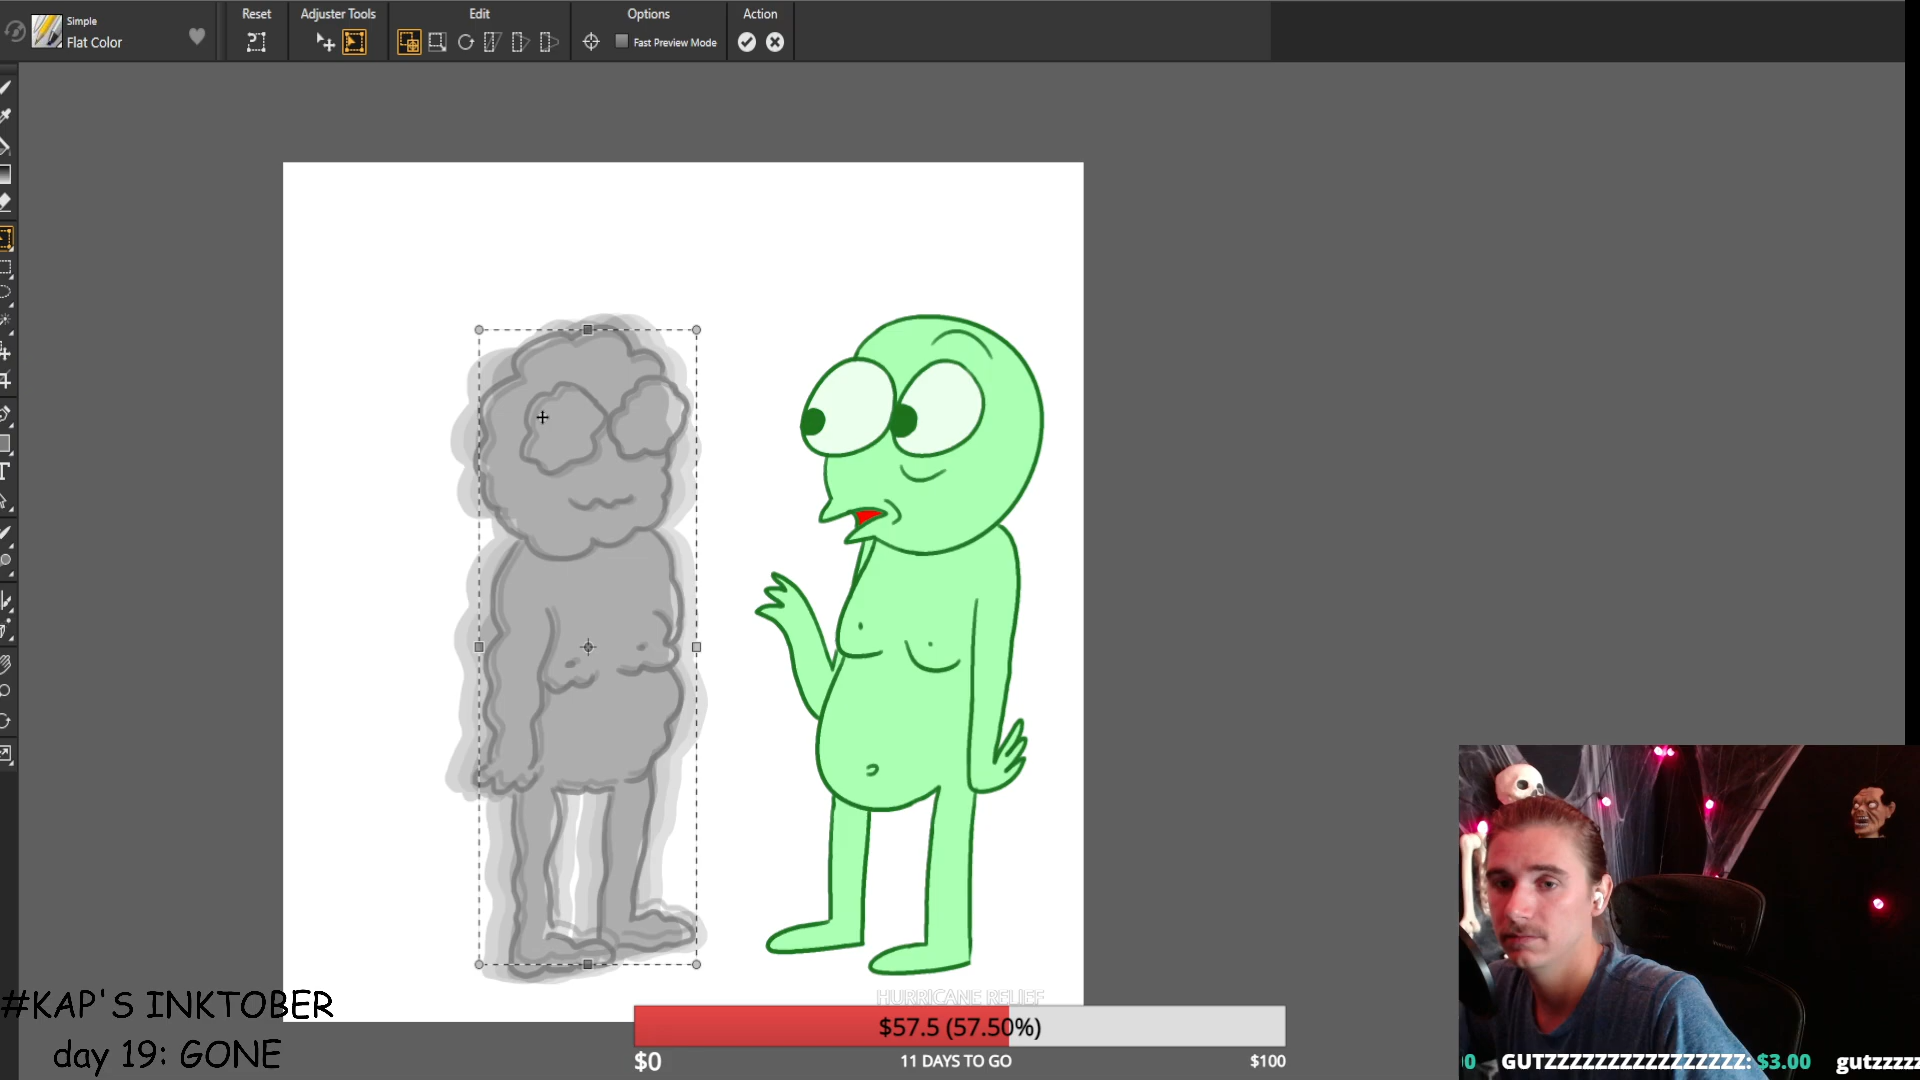 Simple
Flat Color
Reset
Adjuster Tools
Edit
Options
Fast Preview Mode
Action
#KAP'S INKTOBER
day 19: GONE
HURRICANE RELIEF
$57.5 (57.50%)
$0
11 DAYS TO GO
$100
GUTZZZZZZZZZZZZZZZZ: $3.00
gutzzzzz